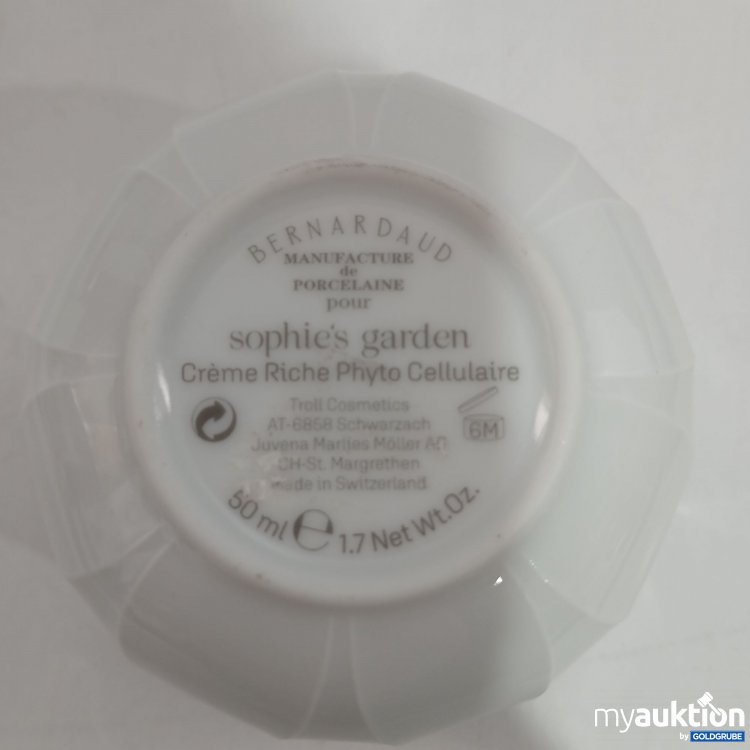 BERNARDAUD
MANUFACTURE
de
PORCELAINE
pour
sophie's garden
Crème Riche Phyto Cellulaire
Troll Cosmetics
AT-6858 Schwarzach
Juvena Marlies Möller AG
CH-St. Margrethen
made in Switzerland
6M
50 ml e 1.7 Net Wt.Oz.
myauktion
by GOLDGRUBE